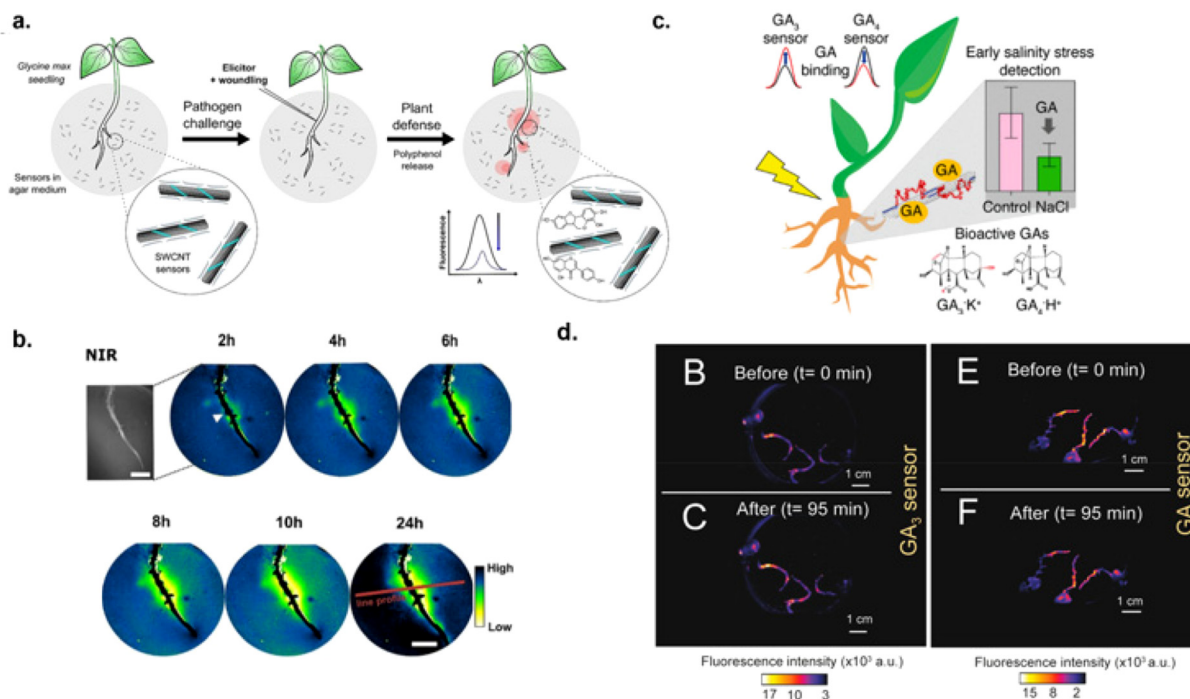 a.
Glycine max
seedling
Sensors in
agar medium
Pathogen
challenge
Elicitor
+ woundling
Plant
defense
Polyphenol
release
SWCNT
sensors
Fluorescence
λ
b.
NIR
2h
4h
6h
8h
10h
24h
High
Low
c.
GA₃
sensor
GA
binding
GA₄
sensor
Early salinity stress
detection
GA
GA
GA
Control NaCl
Bioactive GAs
GA₃⁻K⁺
GA₄⁻H⁺
d.
B
Before (t= 0 min)
1 cm
C
After (t= 95 min)
1 cm
GA₃ sensor
Fluorescence intensity (x10³ a.u.)
17 10 3
E
Before (t= 0 min)
1 cm
F
After (t= 95 min)
1 cm
GA sensor
Fluorescence intensity (×10³ a.u.)
15 8 2